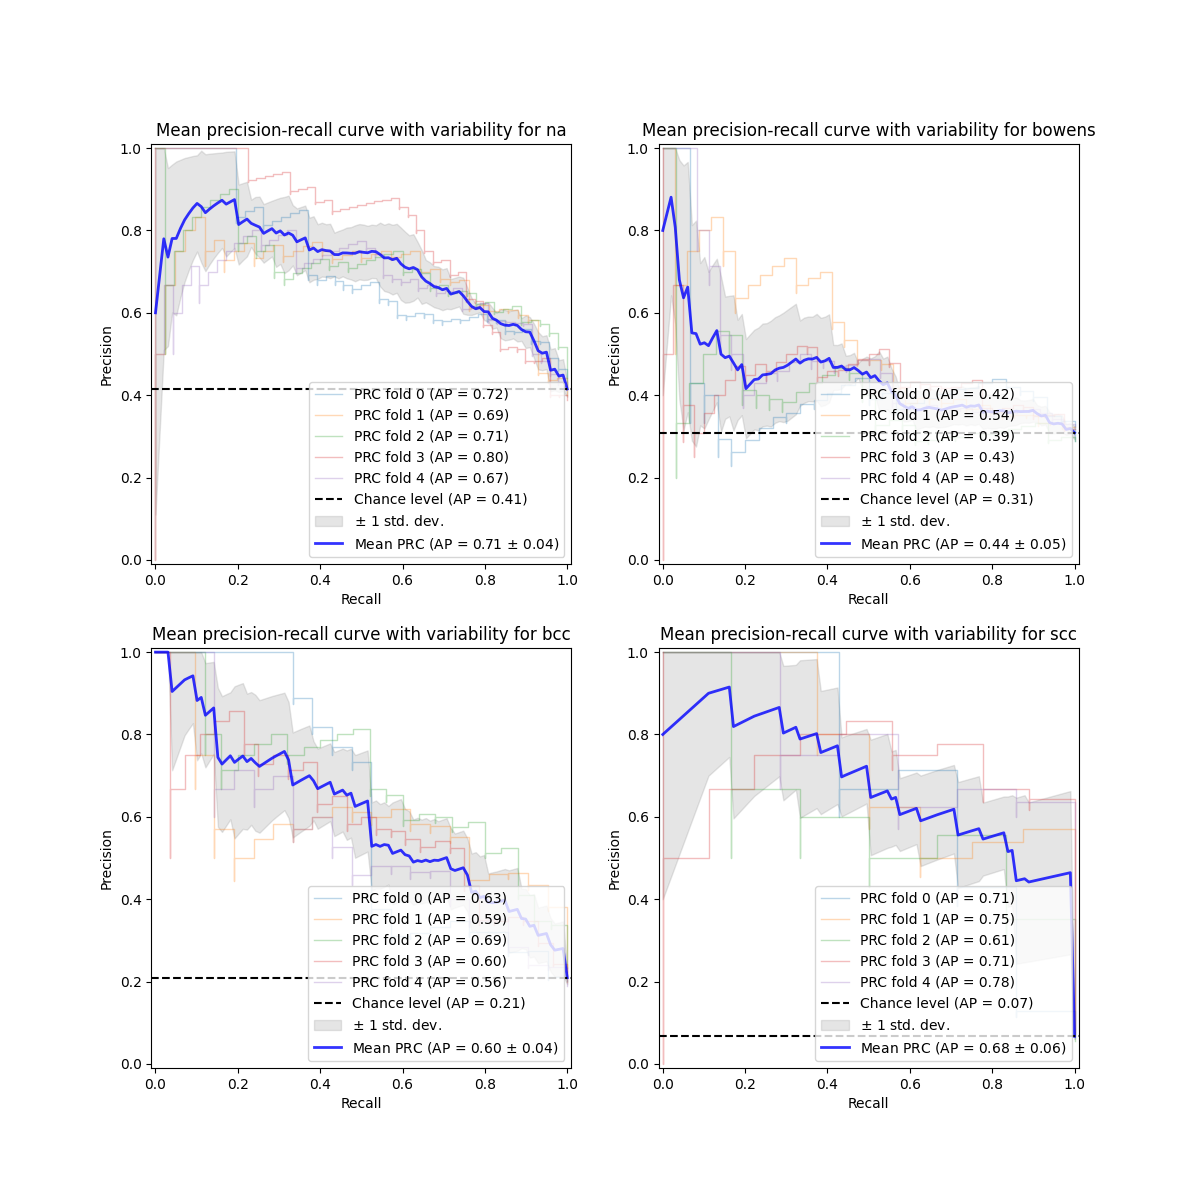 Mean precision-recall curve with variability for na
1.0
0.8
0.6
0.4
0.2
0.0
Precision
PRC fold 0 (AP = 0.72)
PRC fold 1 (AP = 0.69)
PRC fold 2 (AP = 0.71)
PRC fold 3 (AP = 0.80)
PRC fold 4 (AP = 0.67)
Chance level (AP = 0.41)
± 1 std. dev.
Mean PRC (AP = 0.71 ± 0.04)
0.0 0.2 0.4 0.6 0.8 1.0
Recall
Mean precision-recall curve with variability for bowens
1.0
0.8
0.6
0.4
0.2
0.0
Precision
PRC fold 0 (AP = 0.42)
PRC fold 1 (AP = 0.54)
PRC fold 2 (AP = 0.39)
PRC fold 3 (AP = 0.43)
PRC fold 4 (AP = 0.48)
Chance level (AP = 0.31)
± 1 std. dev.
Mean PRC (AP = 0.44 ± 0.05)
0.0 0.2 0.4 0.6 0.8 1.0
Recall
Mean precision-recall curve with variability for bcc
1.0
0.8
0.6
0.4
0.2
0.0
Precision
PRC fold 0 (AP = 0.63)
PRC fold 1 (AP = 0.59)
PRC fold 2 (AP = 0.69)
PRC fold 3 (AP = 0.60)
PRC fold 4 (AP = 0.56)
Chance level (AP = 0.21)
± 1 std. dev.
Mean PRC (AP = 0.60 ± 0.04)
0.0 0.2 0.4 0.6 0.8 1.0
Recall
Mean precision-recall curve with variability for scc
1.0
0.8
0.6
0.4
0.2
0.0
Precision
PRC fold 0 (AP = 0.71)
PRC fold 1 (AP = 0.75)
PRC fold 2 (AP = 0.61)
PRC fold 3 (AP = 0.71)
PRC fold 4 (AP = 0.78)
Chance level (AP = 0.07)
± 1 std. dev.
Mean PRC (AP = 0.68 ± 0.06)
0.0 0.2 0.4 0.6 0.8 1.0
Recall